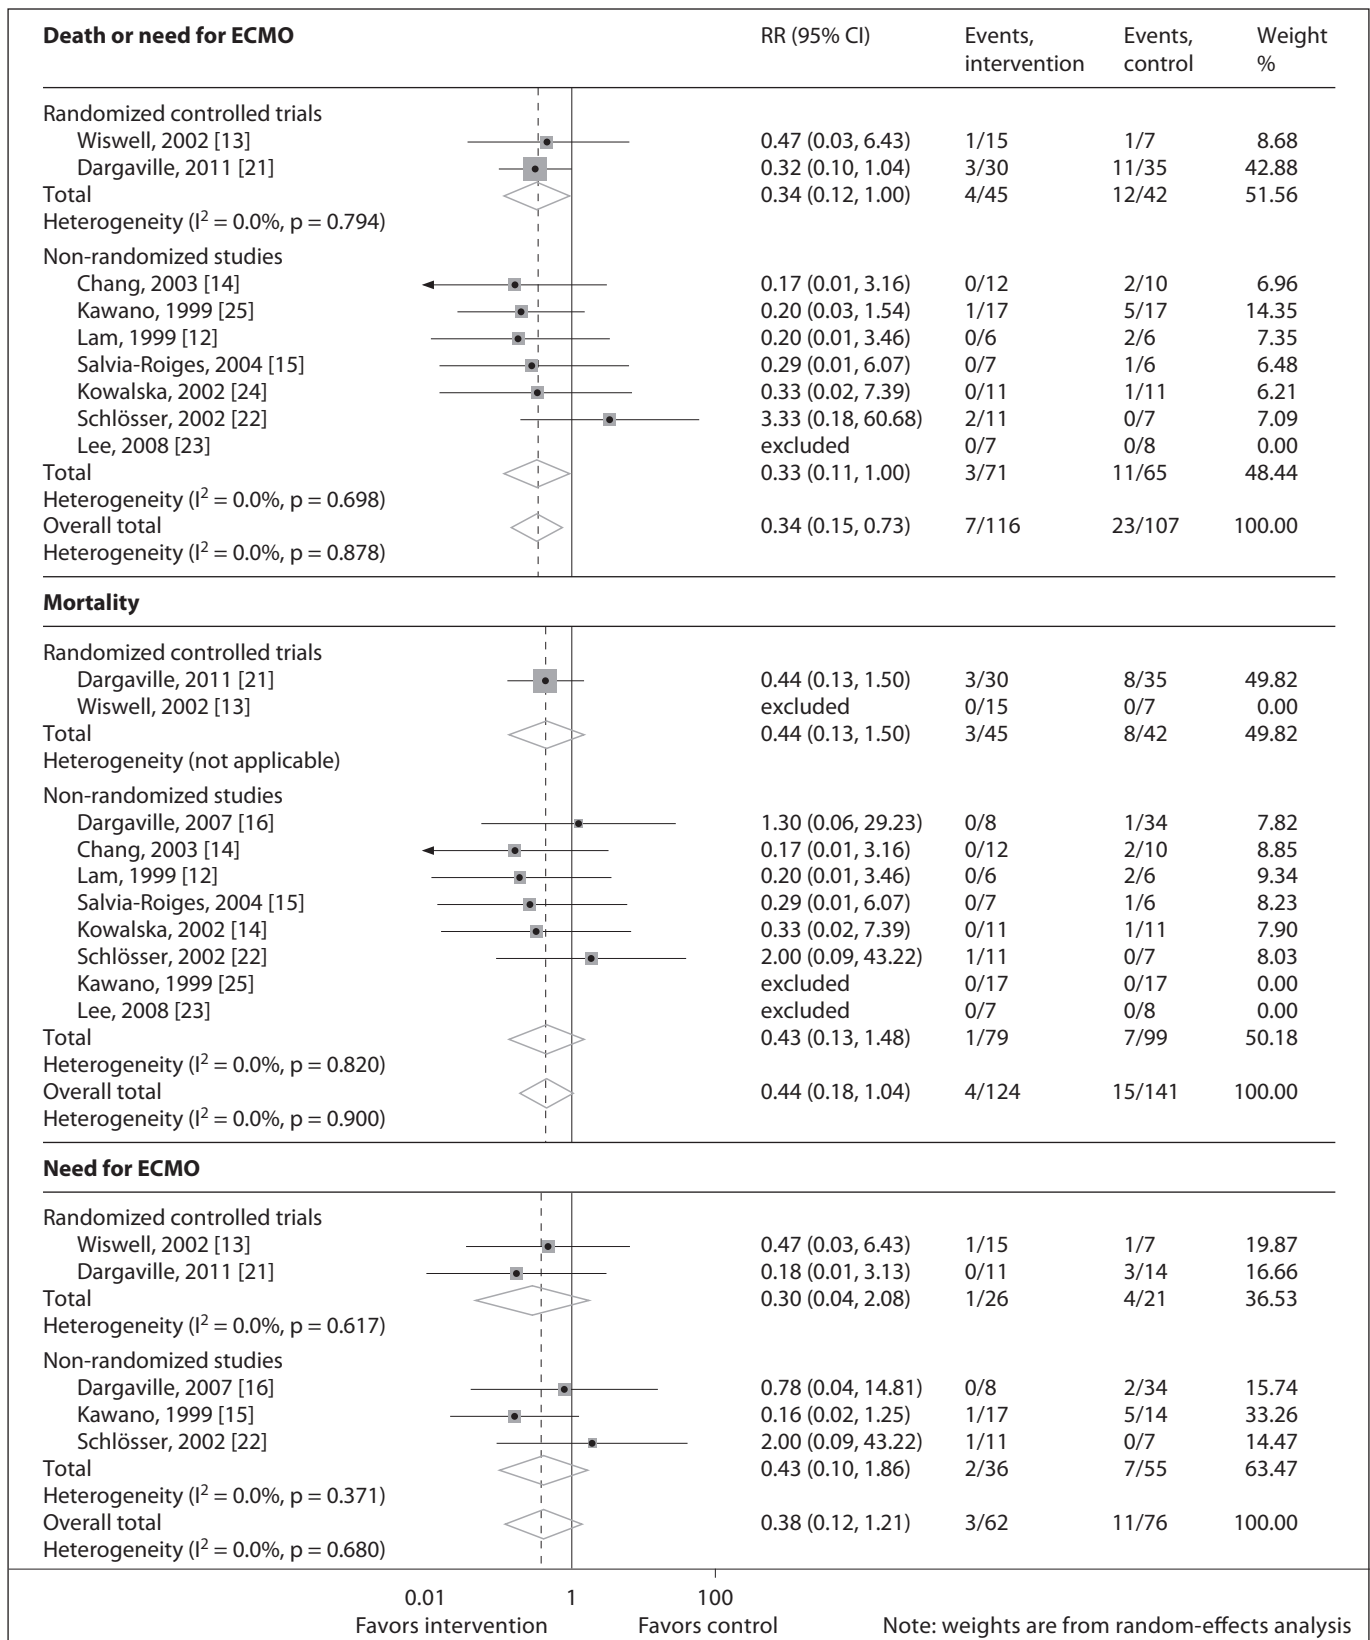 Death or need for ECMO RR (95% CI) Events, intervention Events, control Weight %
Randomized controlled trials
Wiswell, 2002 [13] 0.47 (0.03, 6.43) 1/15 1/7 8.68
Dargaville, 2011 [21] 0.32 (0.10, 1.04) 3/30 11/35 42.88
Total 0.34 (0.12, 1.00) 4/45 12/42 51.56
Heterogeneity (I² = 0.0%, p = 0.794)
Non-randomized studies
Chang, 2003 [14] 0.17 (0.01, 3.16) 0/12 2/10 6.96
Kawano, 1999 [25] 0.20 (0.03, 1.54) 1/17 5/17 14.35
Lam, 1999 [12] 0.20 (0.01, 3.46) 0/6 2/6 7.35
Salvia-Roiges, 2004 [15] 0.29 (0.01, 6.07) 0/7 1/6 6.48
Kowalska, 2002 [24] 0.33 (0.02, 7.39) 0/11 1/11 6.21
Schlösser, 2002 [22] 3.33 (0.18, 60.68) 2/11 0/7 7.09
Lee, 2008 [23] excluded 0/7 0/8 0.00
Total 0.33 (0.11, 1.00) 3/71 11/65 48.44
Heterogeneity (I² = 0.0%, p = 0.698)
Overall total 0.34 (0.15, 0.73) 7/116 23/107 100.00
Heterogeneity (I² = 0.0%, p = 0.878)
Mortality
Randomized controlled trials
Dargaville, 2011 [21] 0.44 (0.13, 1.50) 3/30 8/35 49.82
Wiswell, 2002 [13] excluded 0/15 0/7 0.00
Total 0.44 (0.13, 1.50) 3/45 8/42 49.82
Heterogeneity (not applicable)
Non-randomized studies
Dargaville, 2007 [16] 1.30 (0.06, 29.23) 0/8 1/34 7.82
Chang, 2003 [14] 0.17 (0.01, 3.16) 0/12 2/10 8.85
Lam, 1999 [12] 0.20 (0.01, 3.46) 0/6 2/6 9.34
Salvia-Roiges, 2004 [15] 0.29 (0.01, 6.07) 0/7 1/6 8.23
Kowalska, 2002 [14] 0.33 (0.02, 7.39) 0/11 1/11 7.90
Schlösser, 2002 [22] 2.00 (0.09, 43.22) 1/11 0/7 8.03
Kawano, 1999 [25] excluded 0/17 0/17 0.00
Lee, 2008 [23] excluded 0/7 0/8 0.00
Total 0.43 (0.13, 1.48) 1/79 7/99 50.18
Heterogeneity (I² = 0.0%, p = 0.820)
Overall total 0.44 (0.18, 1.04) 4/124 15/141 100.00
Heterogeneity (I² = 0.0%, p = 0.900)
Need for ECMO
Randomized controlled trials
Wiswell, 2002 [13] 0.47 (0.03, 6.43) 1/15 1/7 19.87
Dargaville, 2011 [21] 0.18 (0.01, 3.13) 0/11 3/14 16.66
Total 0.30 (0.04, 2.08) 1/26 4/21 36.53
Heterogeneity (I² = 0.0%, p = 0.617)
Non-randomized studies
Dargaville, 2007 [16] 0.78 (0.04, 14.81) 0/8 2/34 15.74
Kawano, 1999 [15] 0.16 (0.02, 1.25) 1/17 5/14 33.26
Schlösser, 2002 [22] 2.00 (0.09, 43.22) 1/11 0/7 14.47
Total 0.43 (0.10, 1.86) 2/36 7/55 63.47
Heterogeneity (I² = 0.0%, p = 0.371)
Overall total 0.38 (0.12, 1.21) 3/62 11/76 100.00
Heterogeneity (I² = 0.0%, p = 0.680)
0.01 1 100
Favors intervention Favors control Note: weights are from random-effects analysis